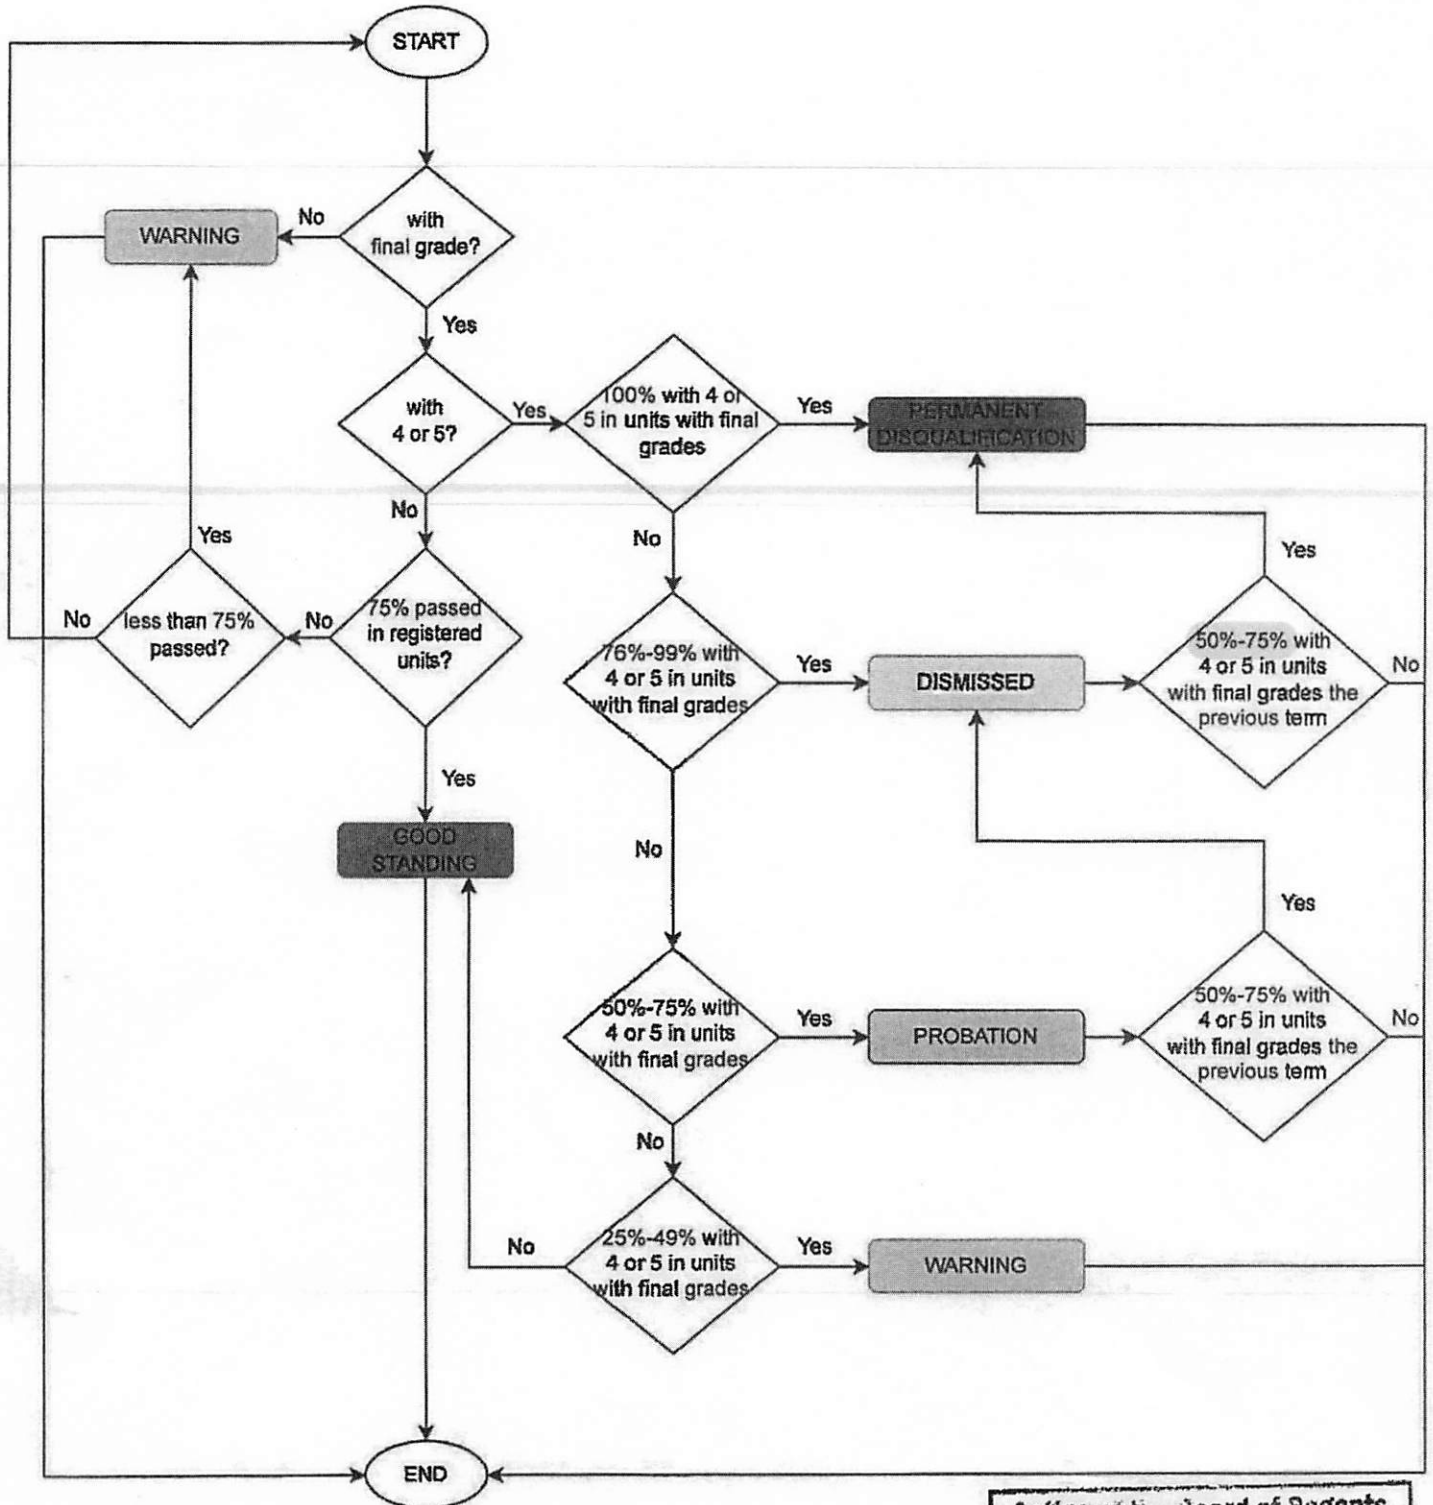 START
with
final grade?
No
WARNING
Yes
with
4 or 5?
Yes
100% with 4 or
5 in units with final
grades
Yes
PERMANENT
DISQUALIFICATION
No
No
Yes
Yes
75% passed
in registered
units?
No
less than 75%
passed?
No
76%-99% with
4 or 5 in units
with final grades
Yes
DISMISSED
50%-75% with
4 or 5 in units
with final grades the
previous term
No
Yes
GOOD
STANDING
No
Yes
50%-75% with
4 or 5 in units
with final grades
Yes
PROBATION
50%-75% with
4 or 5 in units
with final grades the
previous term
No
No
25%-49% with
4 or 5 in units
with final grades
No
Yes
WARNING
END
of Regents